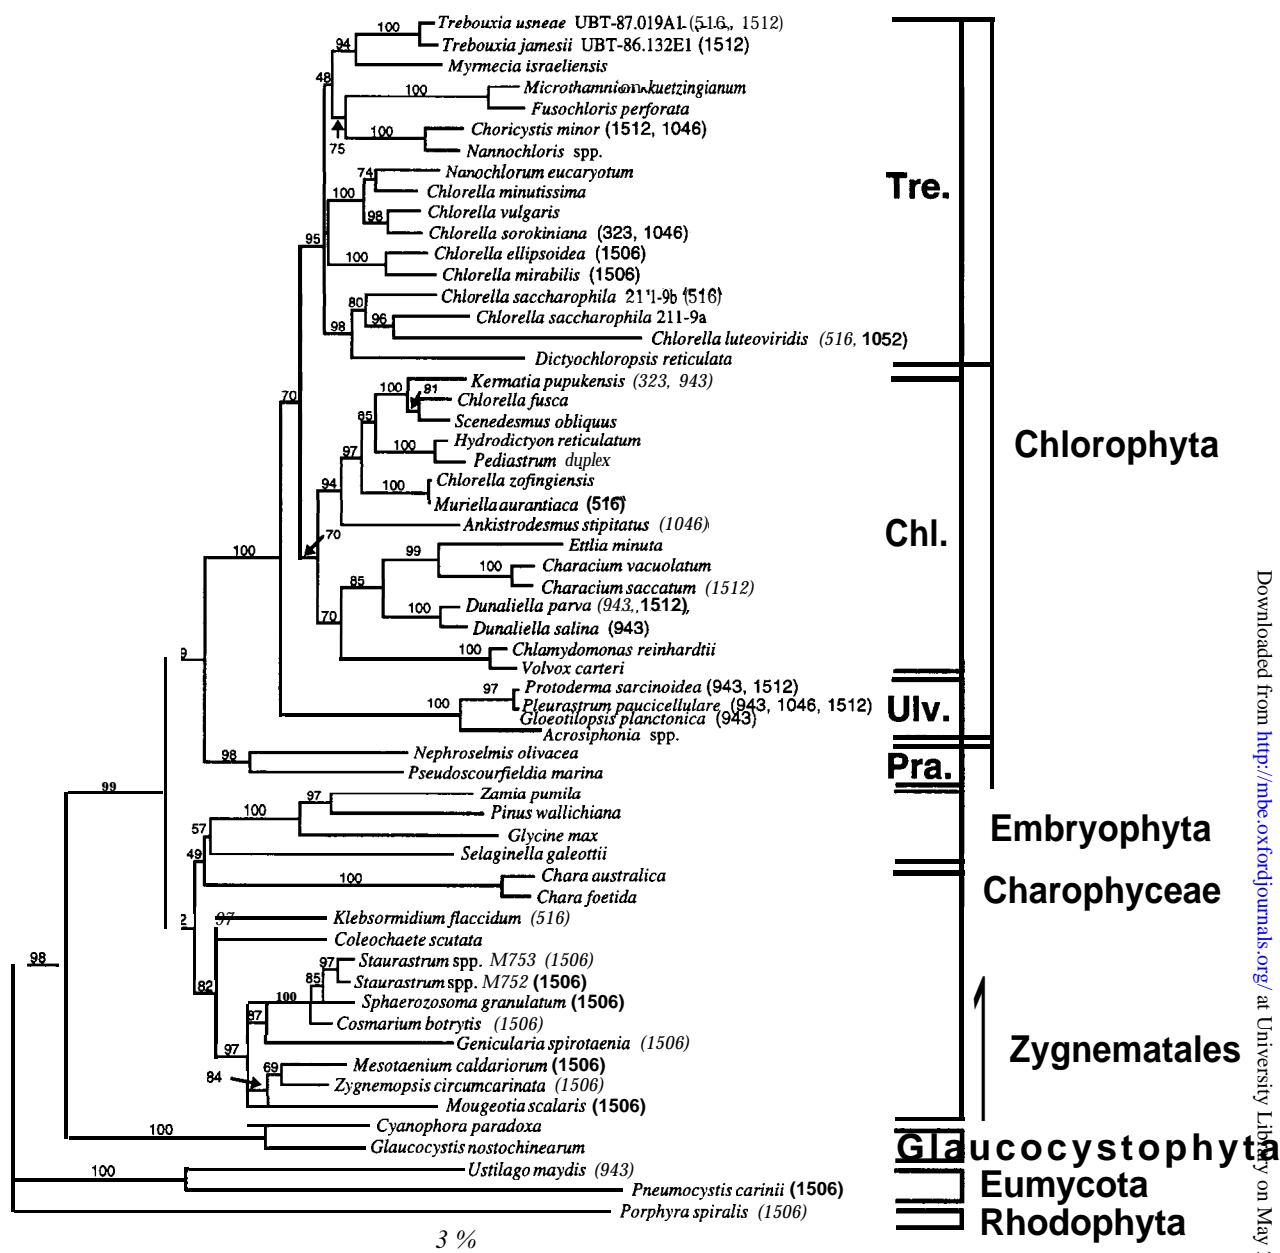 100 Trebouxia usneae UBT-87.019A1 (516, 1512)
94 Trebouxia jamesii UBT-86.132E1 (1512)
Myrmecia israeliensis
48
100 Microthamnion kuetzingianum
Fusochloris perforata
100 Choricystis minor (1512, 1046)
75 Nannochloris spp.
74 Nanochlorum eucaryotum
Tre.
100 Chlorella minutissima
98 Chlorella vulgaris
Chlorella sorokiniana (323, 1046)
95
100 Chlorella ellipsoidea (1506)
Chlorella mirabilis (1506)
80 Chlorella saccharophila 211-9b (516)
96 Chlorella saccharophila 211-9a
98 Chlorella luteoviridis (516, 1052)
Dictyochloropsis reticulata
70
100 Kermatia pupukensis (323, 943)
91 Chlorella fusca
85 Scenedesmus obliquus
100 Hydrodictyon reticulatum
Chlorophyta
97 Pediastrum duplex
94 100 Chlorella zofingiensis
Muriella aurantiaca (516)
Ankistrodesmus stipitatus (1046)
70
Chl.
100 99 Ettlia minuta
100 Characium vacuolatum
85 Characium saccatum (1512)
100 Dunaliella parva (943, 1512)
70 Dunaliella salina (943)
100 Chlamydomonas reinhardtii
9 Volvox carteri
97 Protoderma sarcinoidea (943, 1512)
100 Pleurastrum paucicellulare (943, 1046, 1512)
Ulv.
Gloeotilopsis planctonica (943)
Acrosiphonia spp.
98 Nephroselmis olivacea
Pra.
Pseudoscourfieldia marina
99
97 Zamia pumila
100 Pinus wallichiana
57 Glycine max
Embryophyta
49 Selaginella galeottii
100 Chara australica
Charophyceae
Chara foetida
2 97 Klebsormidium flaccidum (516)
Coleochaete scutata
98
97 Staurastrum spp. M753 (1506)
82 85 Staurastrum spp. M752 (1506)
100 Sphaerozosoma granulatum (1506)
87 Cosmarium botrytis (1506)
97 Genicularia spirotaenia (1506)
Zygnematales
69 Mesotaenium caldariorum (1506)
84 Zygnemopsis circumcarinata (1506)
Mougeotia scalaris (1506)
100 Cyanophora paradoxa
Glaucocystis nostochinearum
Glaucocystophyta
100 Ustilago maydis (943)
Pneumocystis carinii (1506)
Eumycota
Porphyra spiralis (1506)
Rhodophyta
3 %
Downloaded from http://mbe.oxfordjournals.org/ at University Library on May